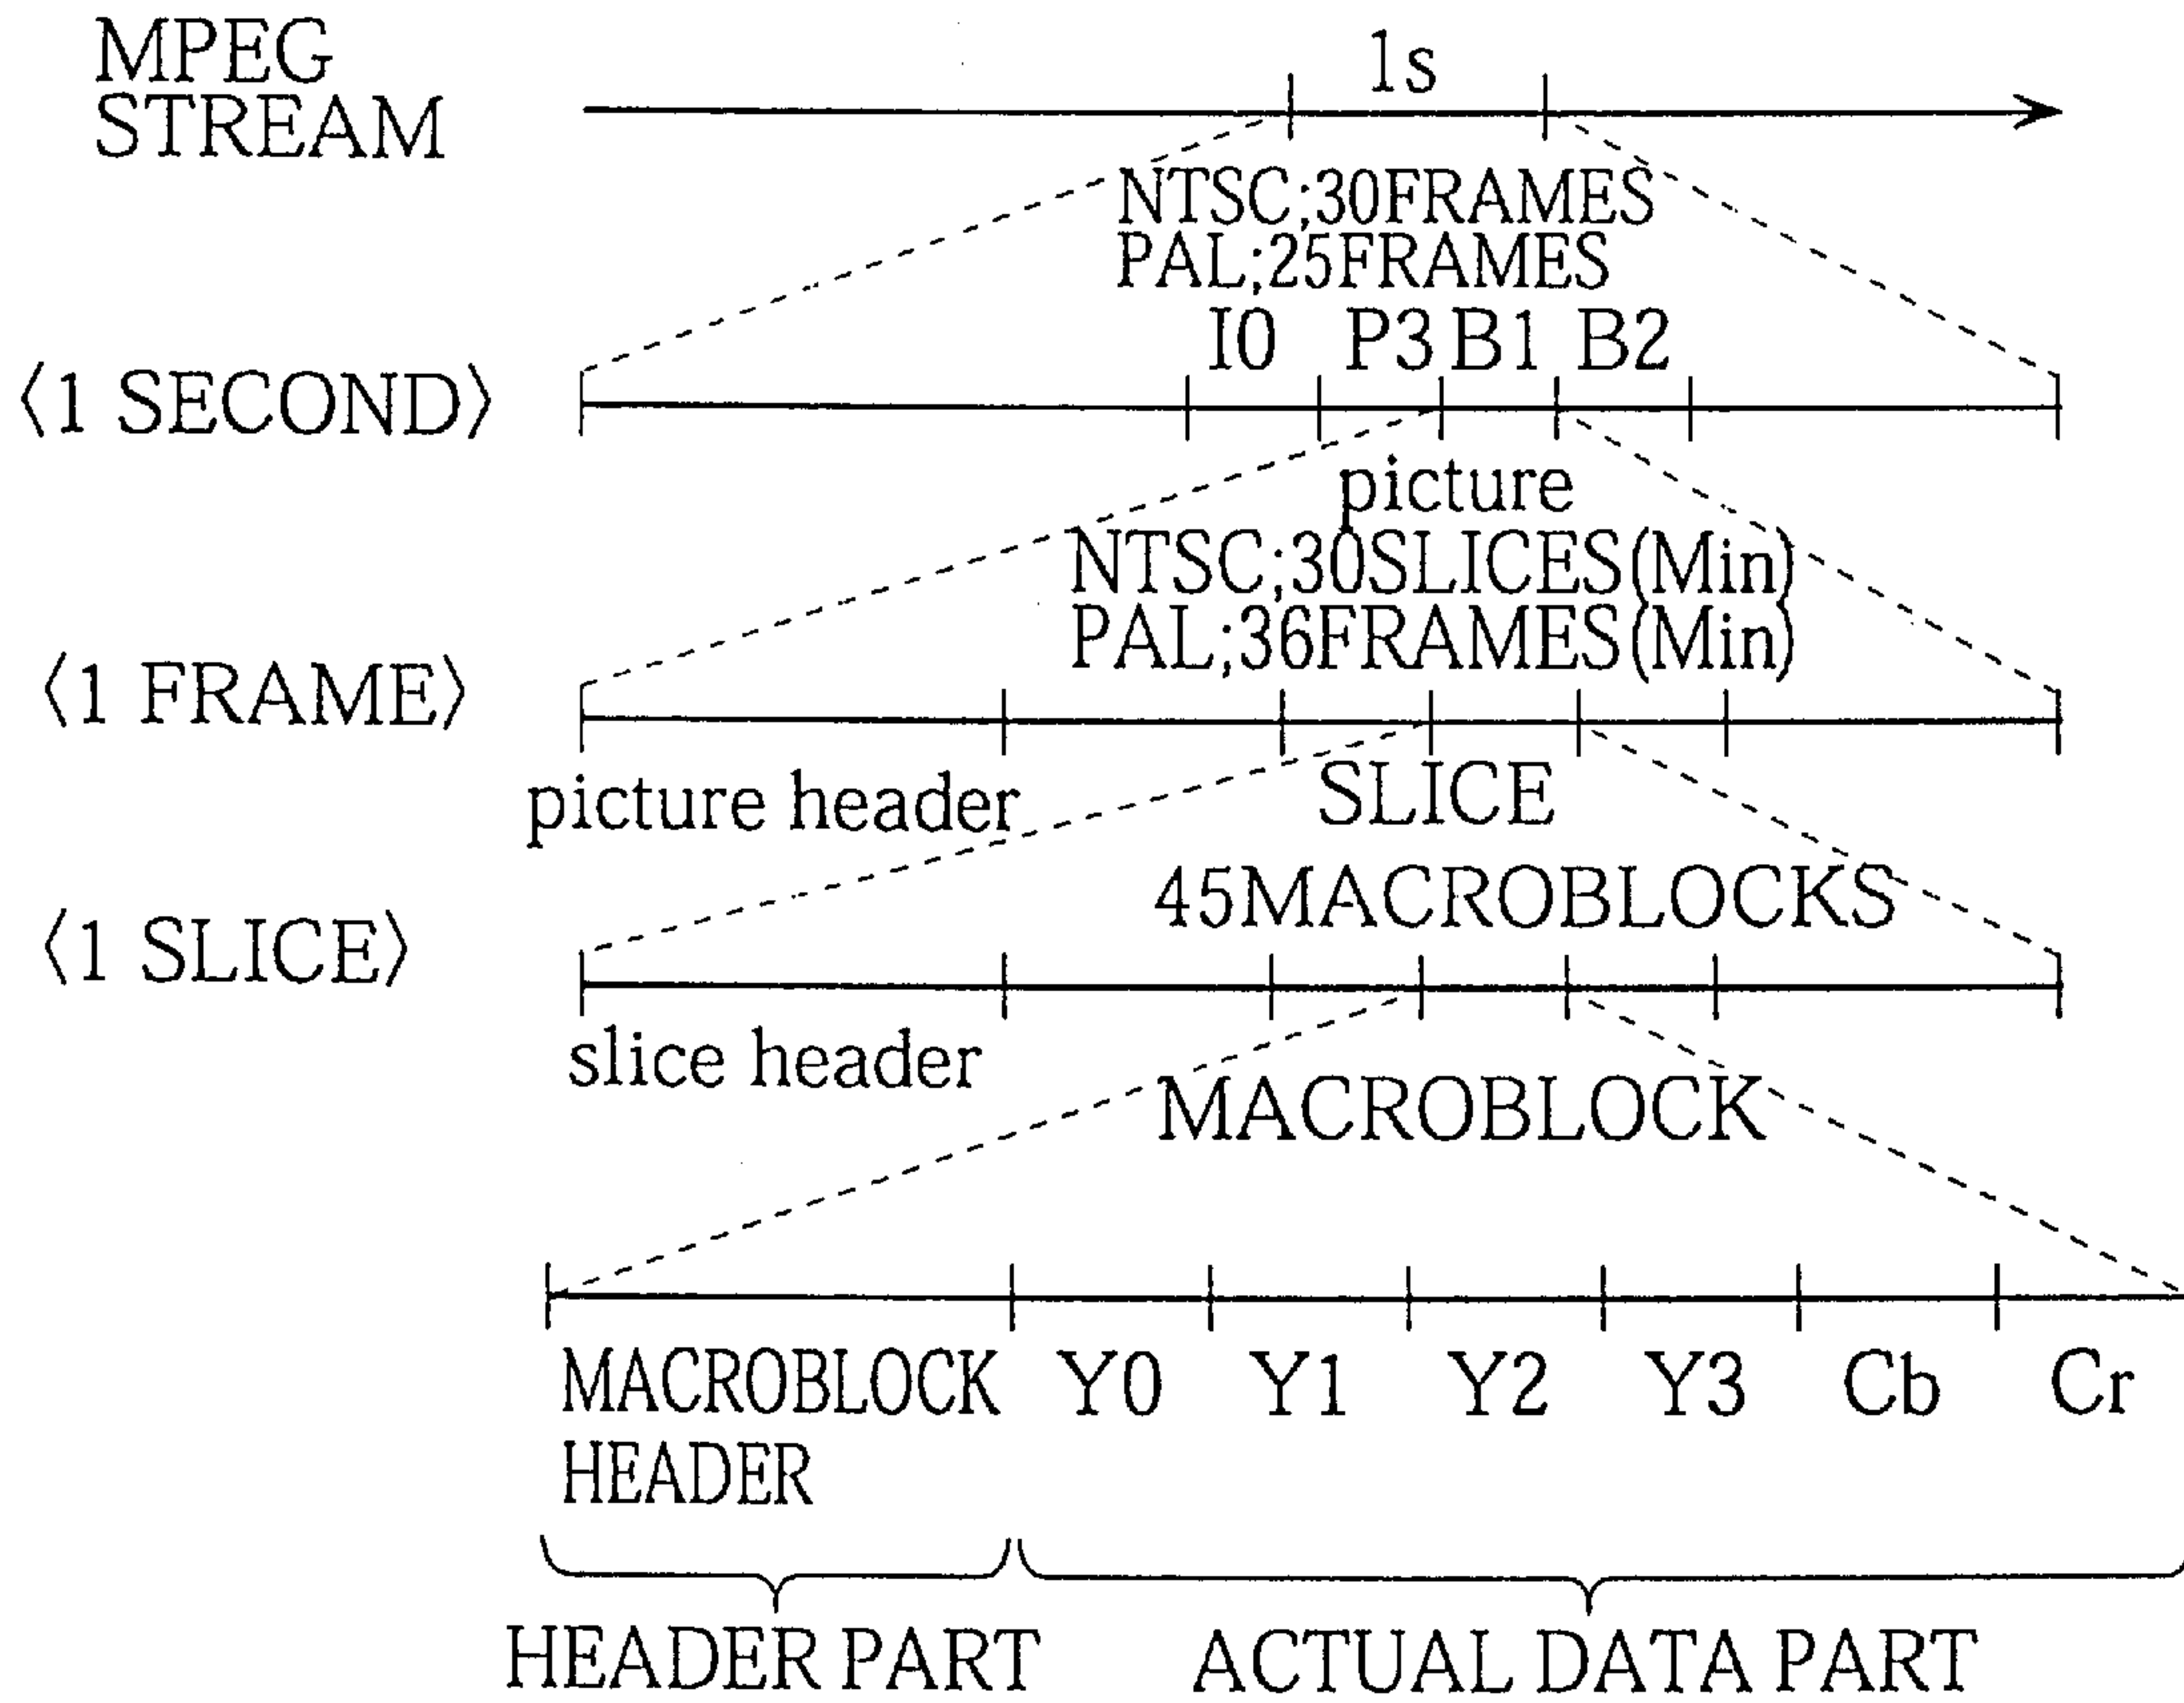 MPEG
STREAM
1s
NTSC;30FRAMES
PAL;25FRAMES
I0 P3 B1 B2
⟨1 SECOND⟩
picture
NTSC;30SLICES(Min)
PAL;36FRAMES(Min)
⟨1 FRAME⟩
picture header
SLICE
45MACROBLOCKS
⟨1 SLICE⟩
slice header
MACROBLOCK
MACROBLOCK Y0 Y1 Y2 Y3 Cb Cr
HEADER
HEADER PART ACTUAL DATA PART